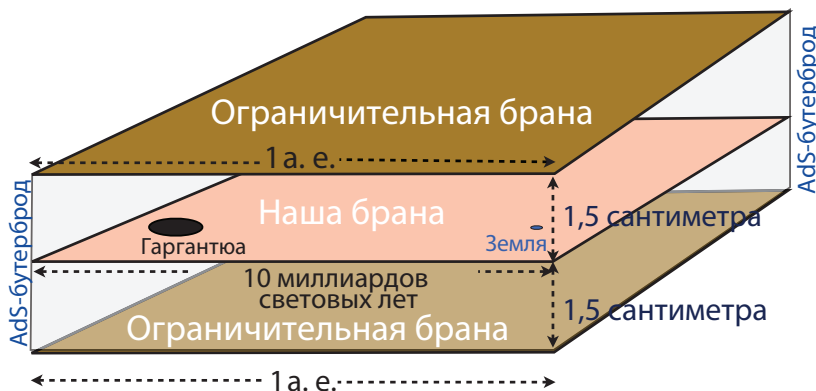 Ограничительная брана
AdS-бутерброд
1 а. е.
Наша брана
1,5 сантиметра
Гаргантюа
Земля
AdS-бутерброд
10 миллиардов
световых лет
1,5 сантиметра
Ограничительная брана
1 а. е.